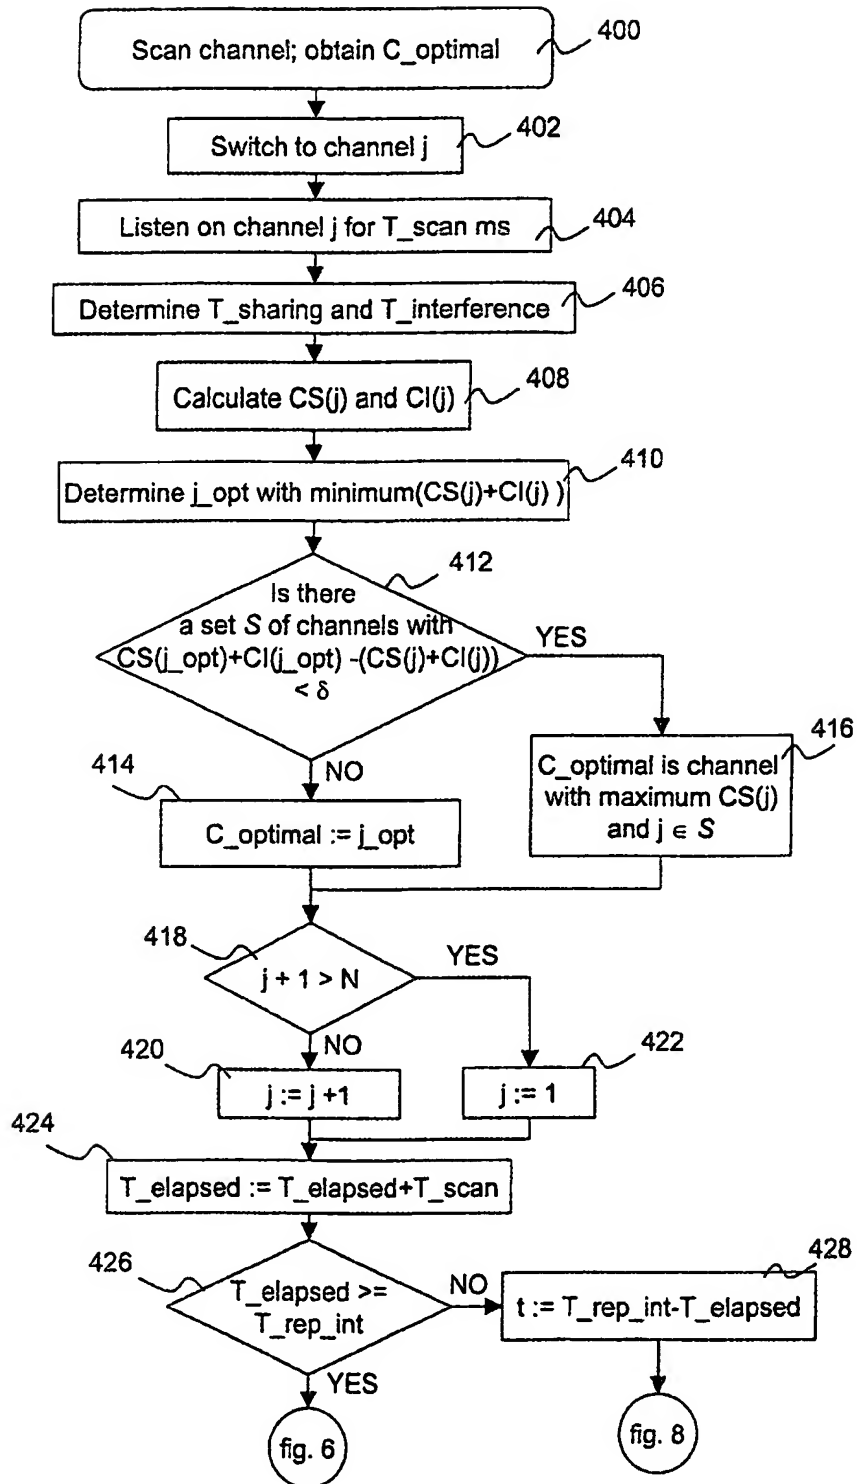 Scan channel; obtain C_optimal
400
Switch to channel j
402
Listen on channel j for T_scan ms
404
Determine T_sharing and T_interference
406
Calculate CS(j) and CI(j)
408
Determine j_opt with minimum(CS(j)+CI(j) )
410
412
Is there
a set S of channels with
CS(j_opt)+CI(j_opt) -(CS(j)+CI(j))
< δ
YES
NO
414
C_optimal := j_opt
416
C_optimal is channel
with maximum CS(j)
and j ∈ S
418
j + 1 > N
YES
NO
420
j := j +1
422
j := 1
424
T_elapsed := T_elapsed+T_scan
426
T_elapsed >=
T_rep_int
NO
428
t := T_rep_int-T_elapsed
YES
fig. 6
fig. 8